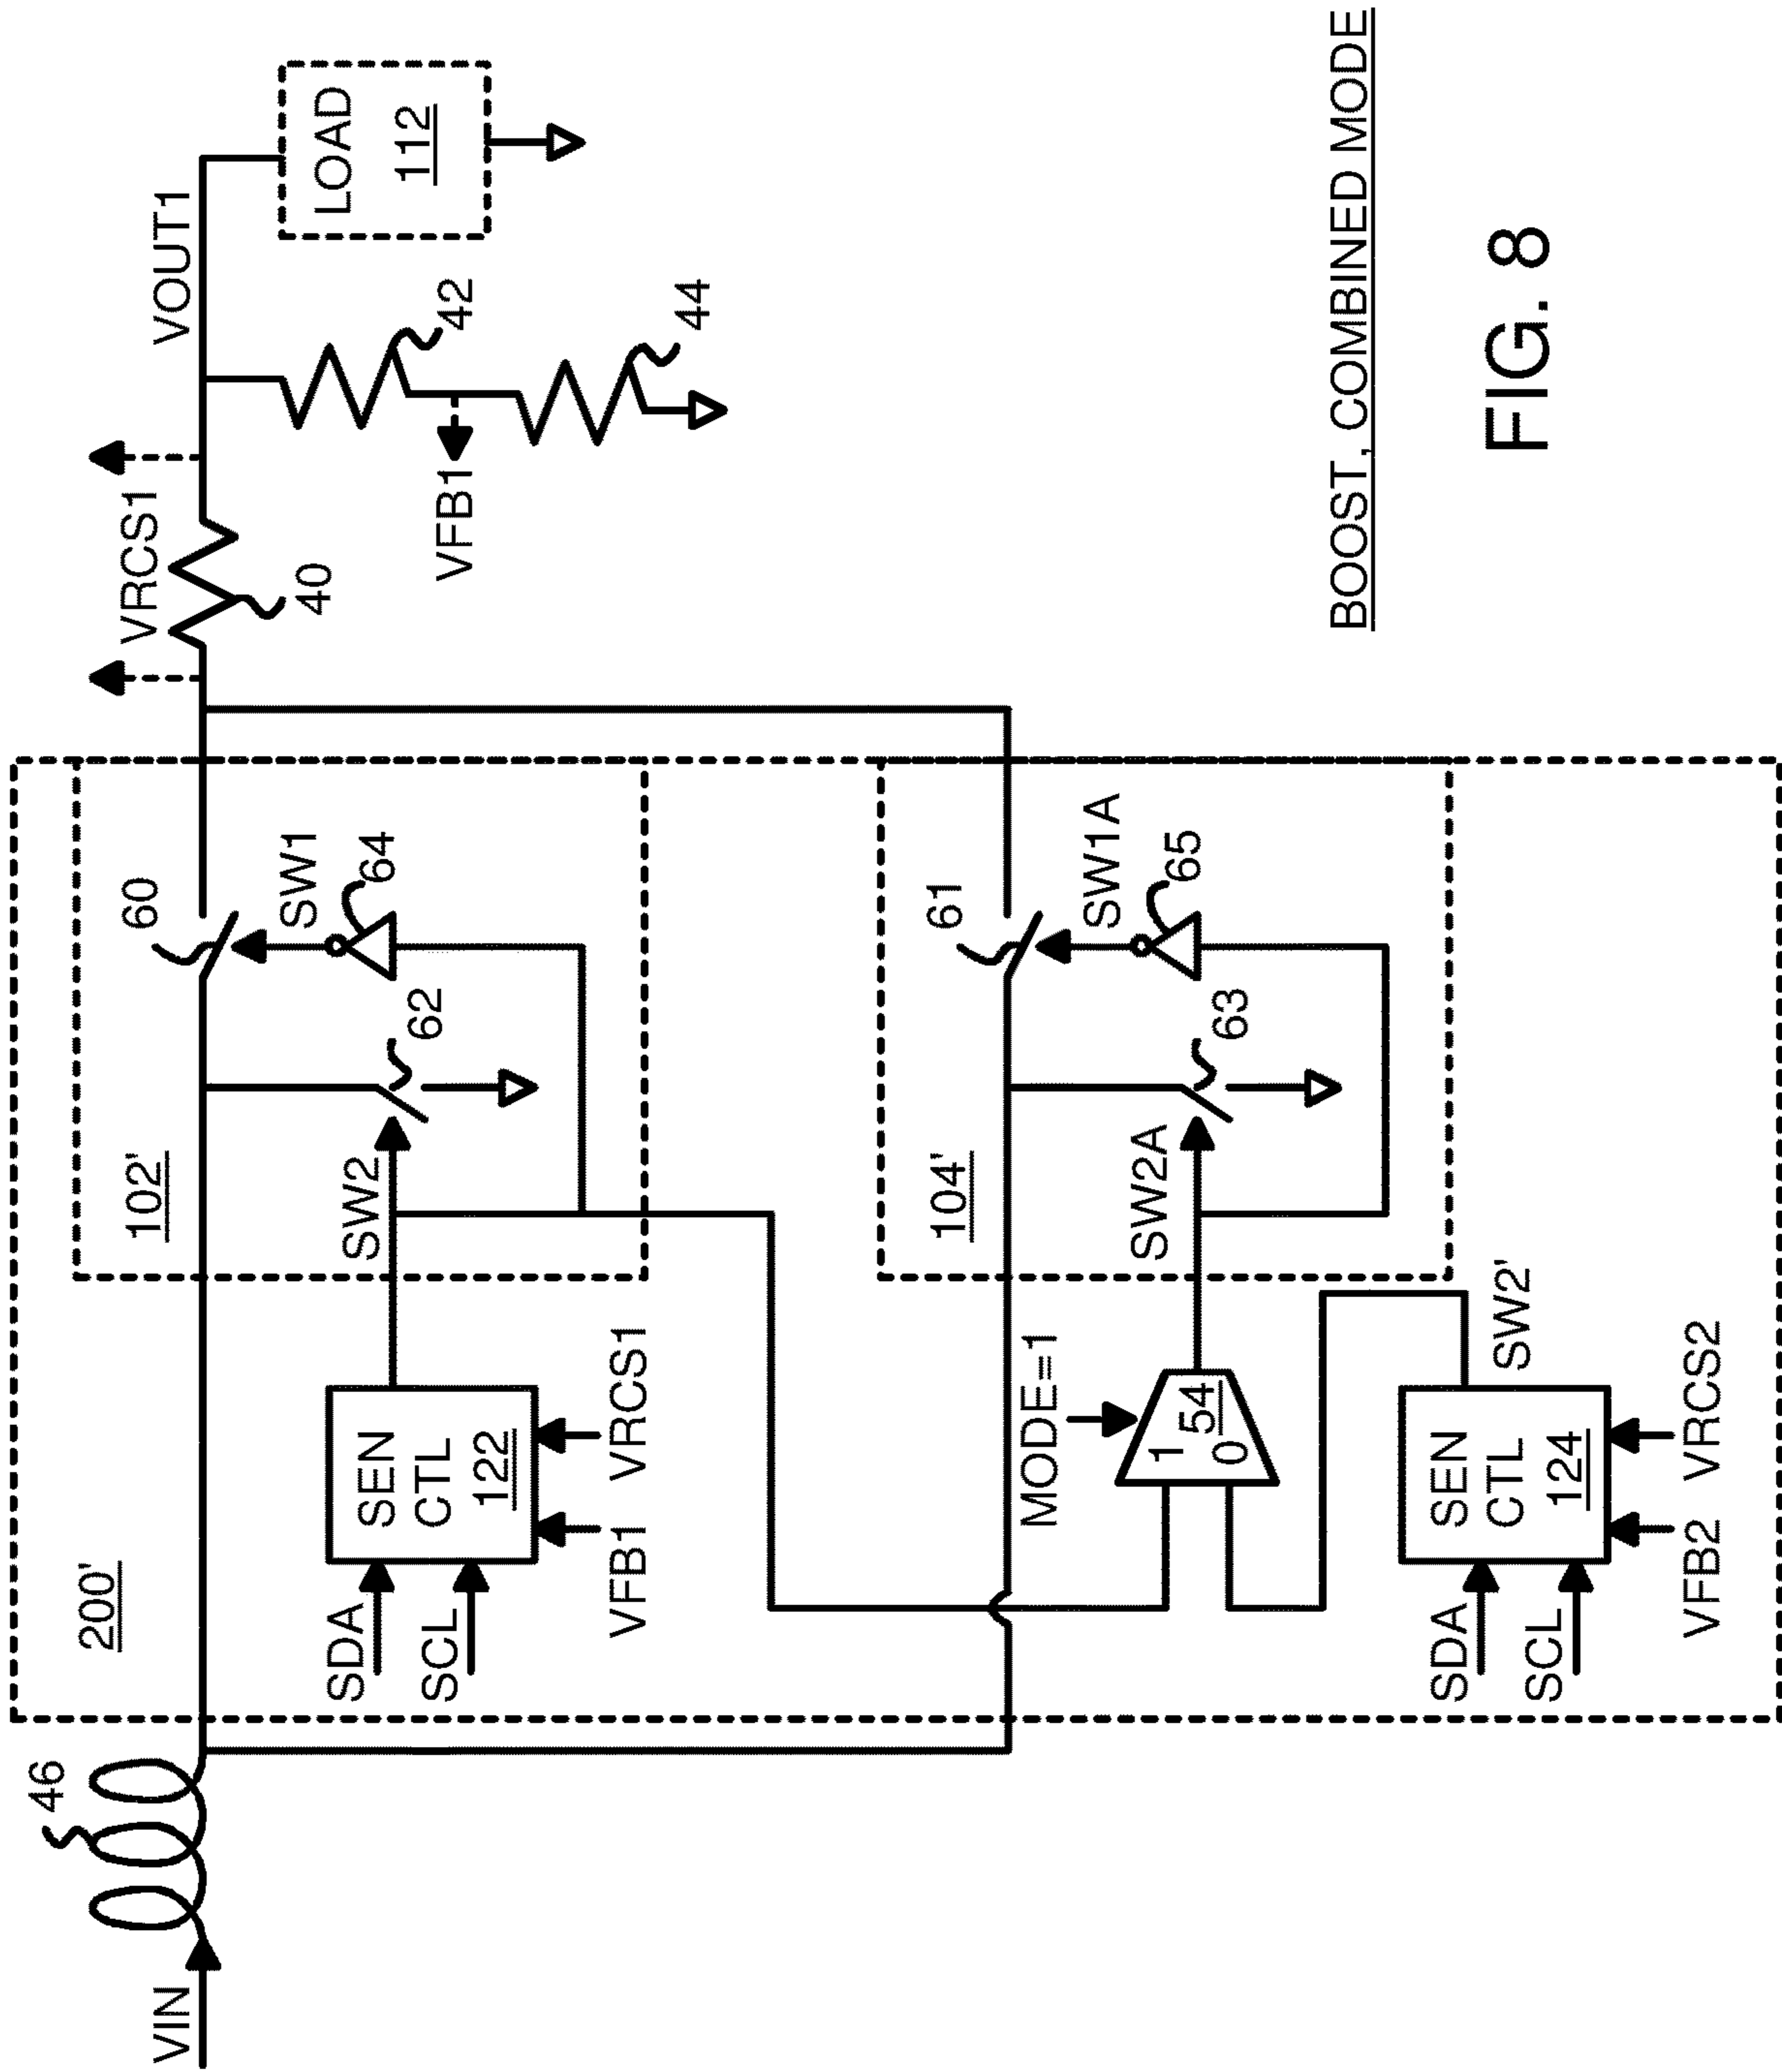 VIN
46
200'
SDA
SCL
SEN
CTL
122
VFB1
VRCS1
102'
SW2
62
60
SW1
64
VRCS1
40
VOUT1
VFB1
42
44
LOAD
112
MODE=1
1
0
54
104'
SW2A
63
61
SW1A
65
SW2'
SDA
SCL
SEN
CTL
124
VFB2
VRCS2
BOOST, COMBINED MODE
FIG. 8